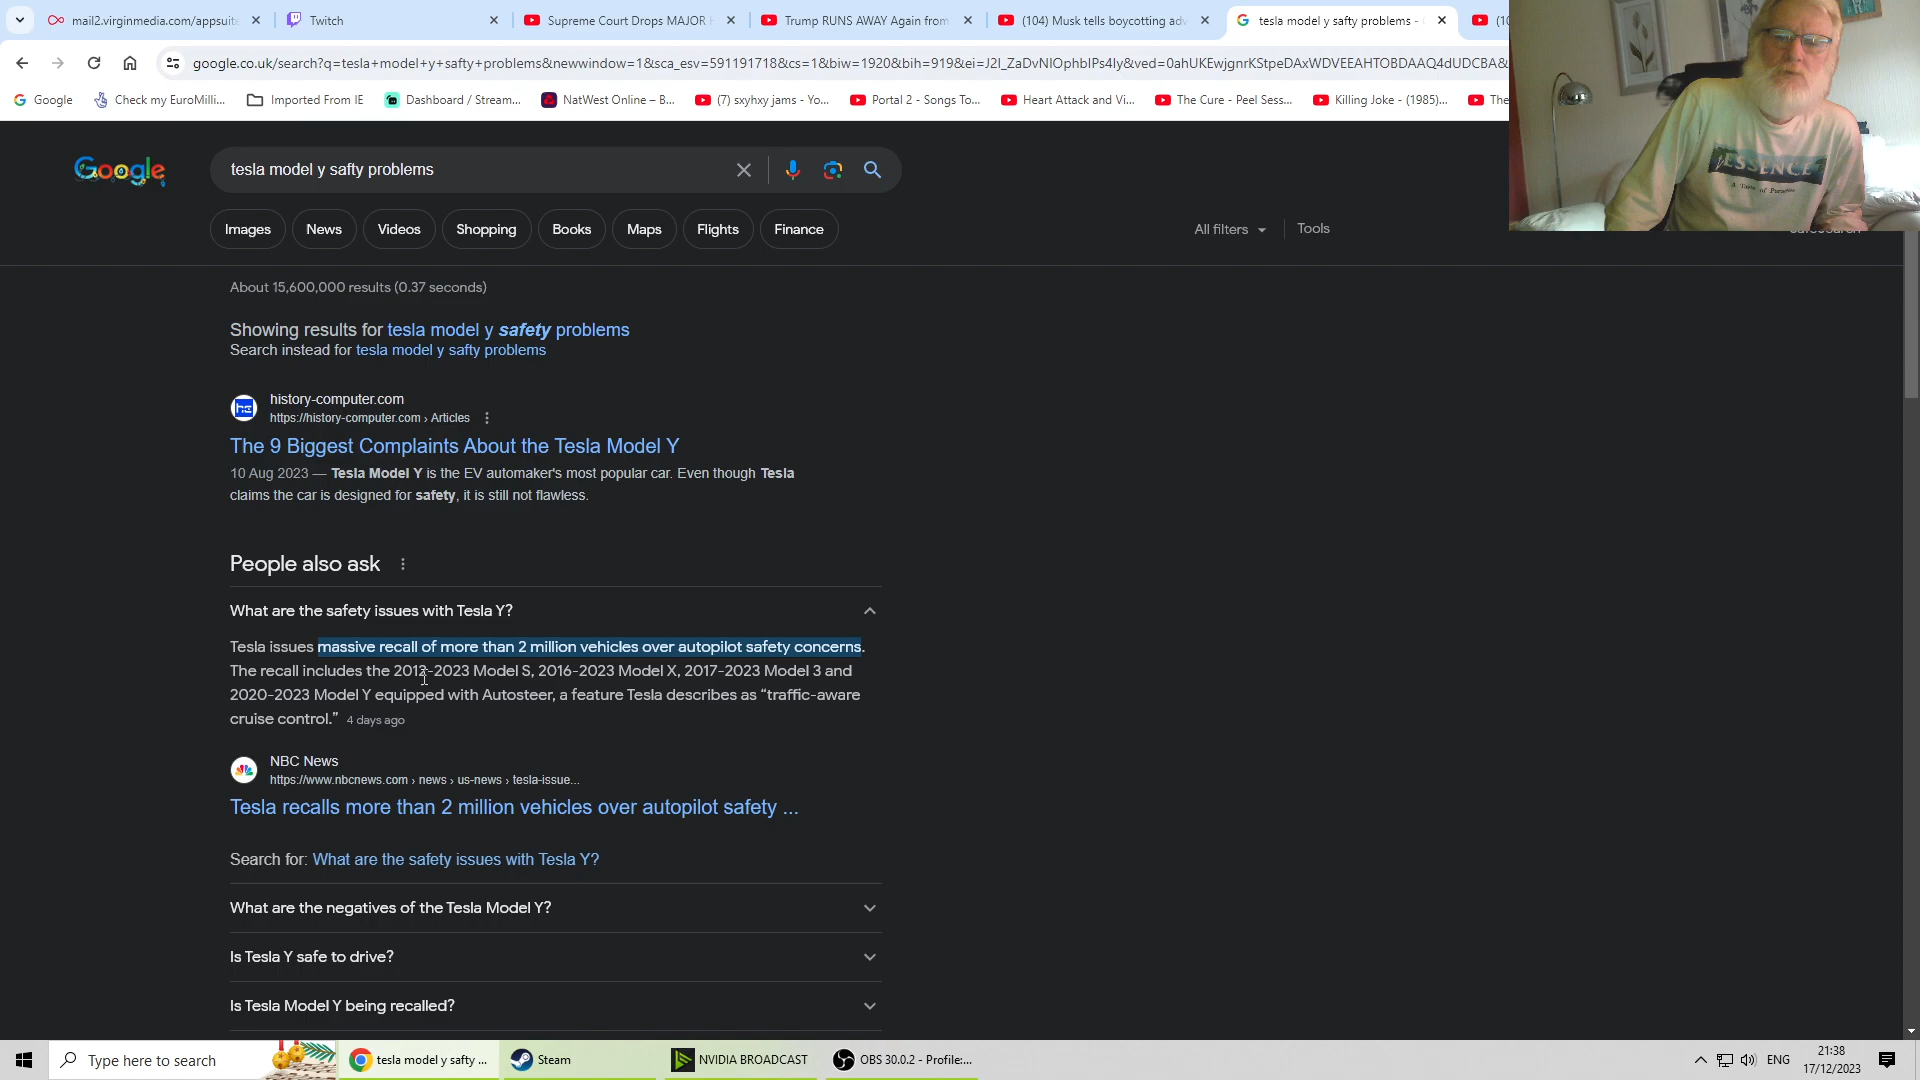 mail2.virginmedia.com/appsuite
Twitch
Supreme Court Drops MAJOR
Trump RUNS AWAY Again from
(104) Musk tells boycotting adv
tesla model y safty problems -
google.co.uk/search?q=tesla+model+y+safty+problems&newwindow=1&sca_esv=591191718&cs=1&biw=1920&bih=919&ei=
Google
Check my EuroMilli...
Imported From IE
Dashboard / Stream...
NatWest Online – B...
(7) sxyhxy jams - Yo...
Portal 2 - Songs To...
Heart Attack and Vi...
The Cure - Peel Sess...
Killing Joke - (1985)...
The
ESSENCE
Google
tesla model y safty problems
Images
News
Videos
Shopping
Books
Maps
Flights
Finance
All filters
Tools
SafeSearch
About 15,600,000 results (0.37 seconds)
Showing results for tesla model y safety problems
Search instead for tesla model y safty problems
history-computer.com
https://history-computer.com › Articles
The 9 Biggest Complaints About the Tesla Model Y
10 Aug 2023 — Tesla Model Y is the EV automaker's most popular car. Even though Tesla
claims the car is designed for safety, it is still not flawless.
People also ask
What are the safety issues with Tesla Y?
Tesla issues massive recall of more than 2 million vehicles over autopilot safety concerns.
The recall includes the 2012-2023 Model S, 2016-2023 Model X, 2017-2023 Model 3 and
2020-2023 Model Y equipped with Autosteer, a feature Tesla describes as “traffic-aware
cruise control.” 4 days ago
NBC News
https://www.nbcnews.com › news › us-news › tesla-issue...
Tesla recalls more than 2 million vehicles over autopilot safety ...
Search for: What are the safety issues with Tesla Y?
What are the negatives of the Tesla Model Y?
Is Tesla Y safe to drive?
Is Tesla Model Y being recalled?
Type here to search
tesla model y safty ...
Steam
NVIDIA BROADCAST
OBS 30.0.2 - Profile:...
ENG
21:38
17/12/2023